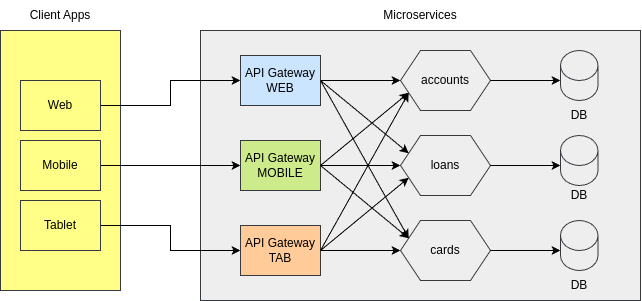 Client Apps
Microservices
Web
Mobile
Tablet
API Gateway
WEB
API Gateway
MOBILE
API Gateway
TAB
accounts
loans
cards
DB
DB
DB